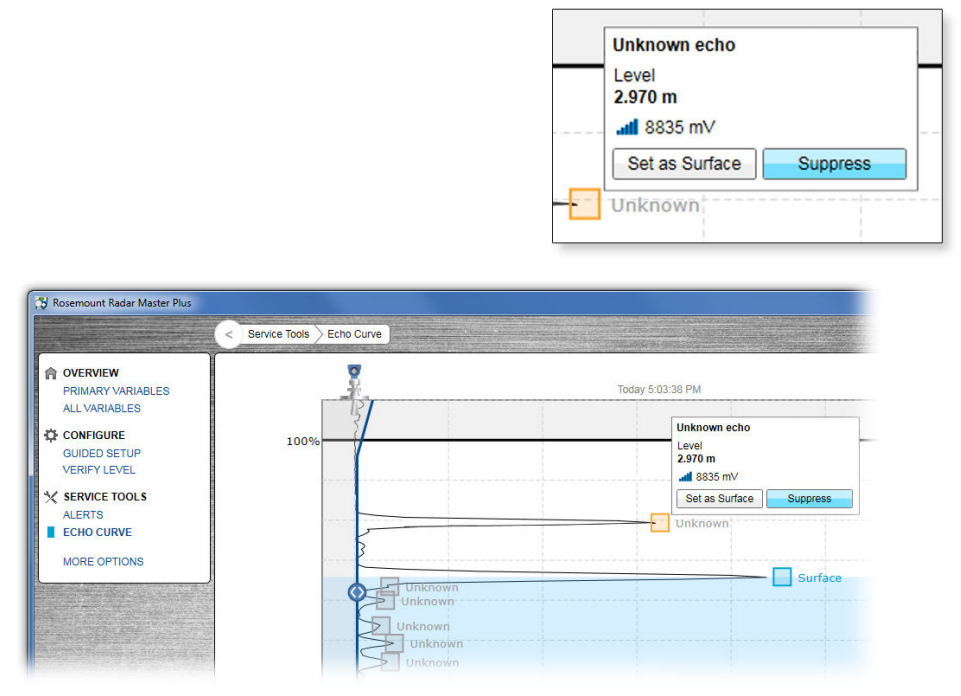 Unknown echo
Level
2.970 m
8835 mV
Set as Surface Suppress
Unknown
Rosemount Radar Master Plus
< Service Tools Echo Curve
OVERVIEW
PRIMARY VARIABLES
ALL VARIABLES
CONFIGURE
GUIDED SETUP
VERIFY LEVEL
SERVICE TOOLS
ALERTS
ECHO CURVE
MORE OPTIONS
Today 5:03:38 PM
100%
Unknown echo
Level
2.970 m
8835 mV
Set as Surface Suppress
Unknown
Surface
Unknown
Unknown
Unknown
Unknown
Unknown